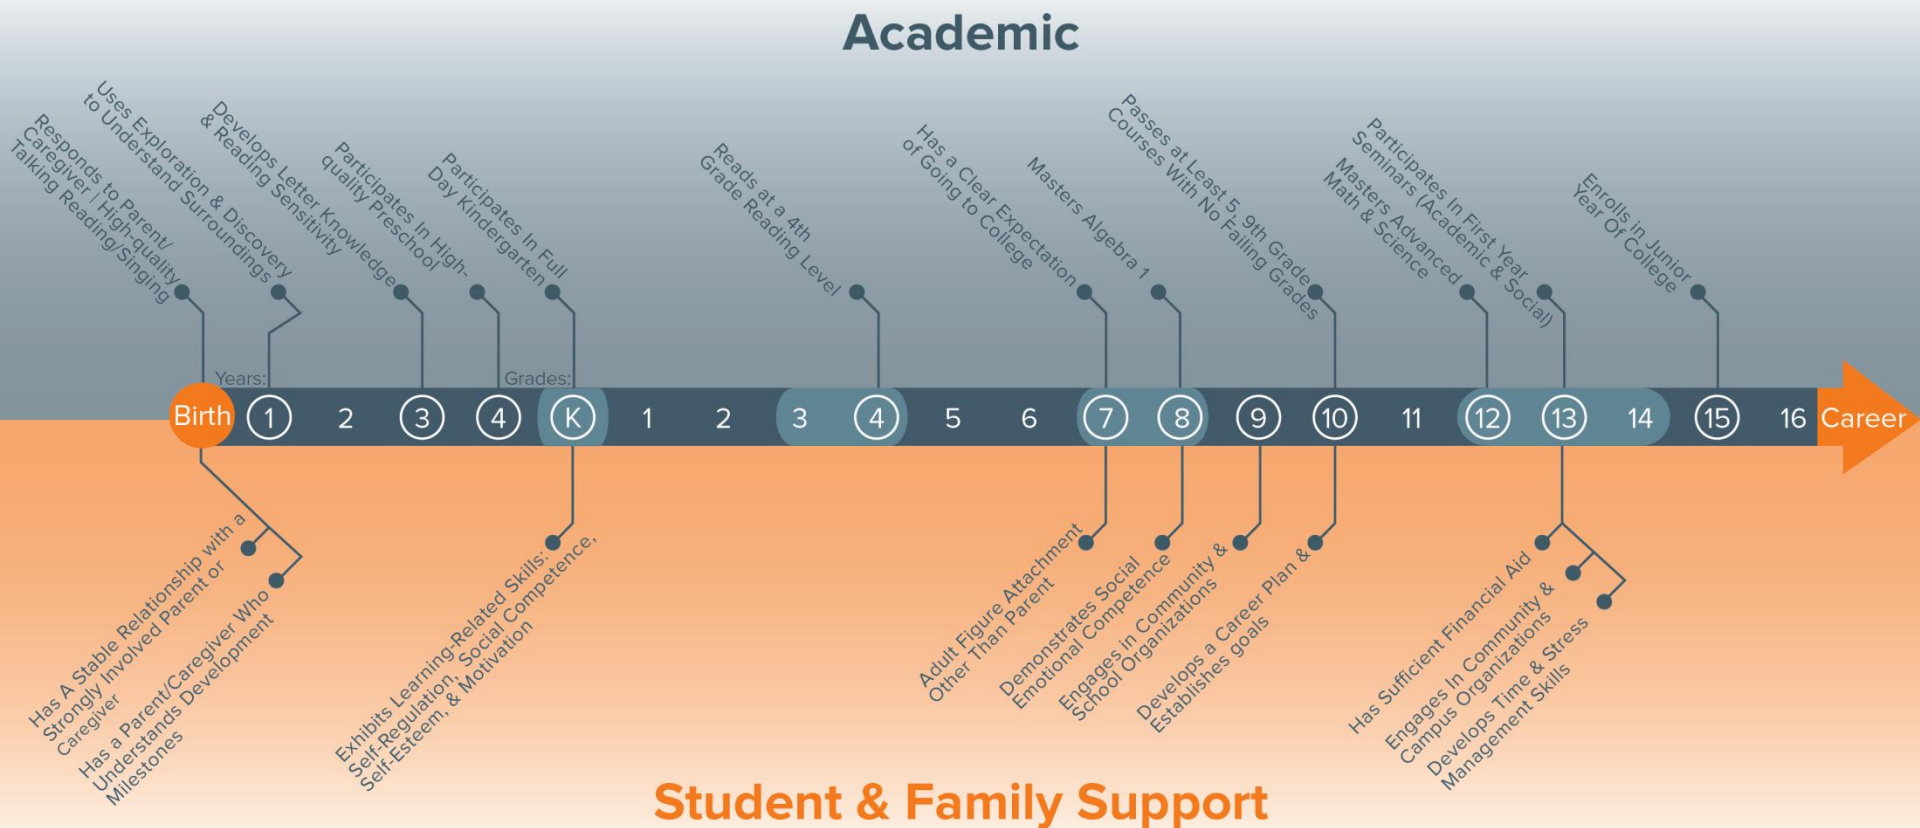 Academic
Responds to Parent/
Caregiver / High-quality
Talking Reading/Singing
Uses Exploration & Discovery
to Understand Surroundings
Develops Letter Knowledge
& Reading Sensitivity
Participates In High-
quality Preschool
Participates In Full
Day Kindergarten
Reads at a 4th
Grade Reading Level
Has a Clear Expectation
of Going to College
Masters Algebra 1
Passes at Least 5, 9th Grade
Courses With No Failing Grades
Masters Advanced
Math & Science
Participates In First Year
Seminars (Academic & Social)
Enrolls in Junior
Year Of College
Years:
Grades:
Birth 1 2 3 4 K 1 2 3 4 5 6 7 8 9 10 11 12 13 14 15 16 Career
Has A Stable Relationship with a
Strongly Involved Parent or
Caregiver
Has a Parent/Caregiver Who
Understands Development
Milestones
Exhibits Learning-Related Skills:
Self-Regulation, Social Competence,
Self-Esteem, & Motivation
Adult Figure Attachment
Other Than Parent
Demonstrates Social
Emotional Competence
Engages in Community &
School Organizations
Develops a Career Plan &
Establishes goals
Has Sufficient Financial Aid
Engages In Community &
Campus Organizations
Develops Time & Stress
Management Skills
Student & Family Support